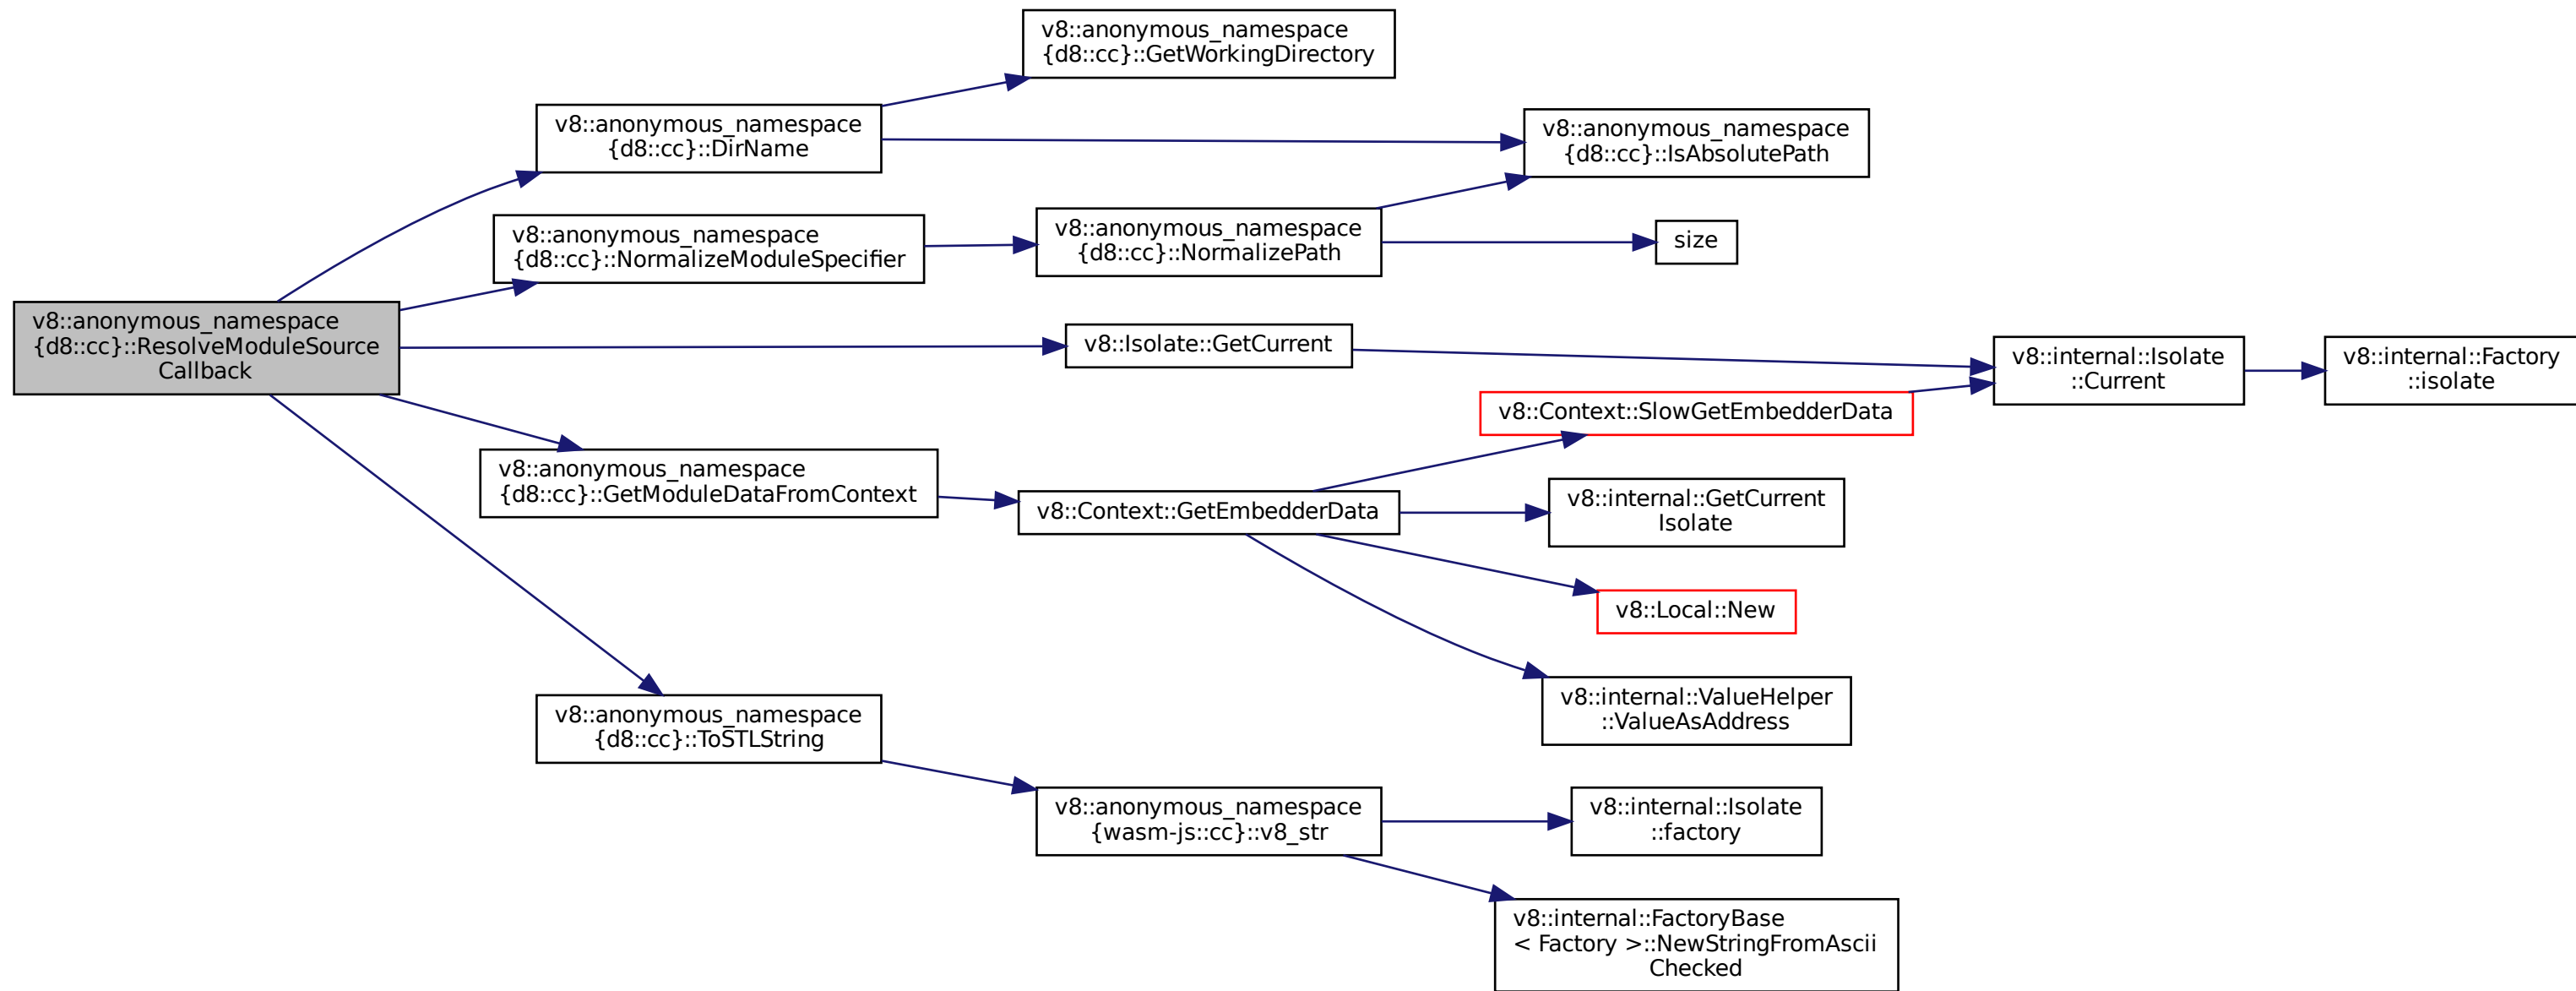 v8::anonymous_namespace
{d8::cc}::ResolveModuleSource
Callback
v8::anonymous_namespace
{d8::cc}::DirName
v8::anonymous_namespace
{d8::cc}::GetWorkingDirectory
v8::anonymous_namespace
{d8::cc}::IsAbsolutePath
v8::anonymous_namespace
{d8::cc}::NormalizeModuleSpecifier
v8::anonymous_namespace
{d8::cc}::NormalizePath
size
v8::Isolate::GetCurrent
v8::internal::Isolate
::Current
v8::internal::Factory
::isolate
v8::anonymous_namespace
{d8::cc}::GetModuleDataFromContext
v8::Context::GetEmbedderData
v8::Context::SlowGetEmbedderData
v8::internal::GetCurrent
Isolate
v8::Local::New
v8::internal::ValueHelper
::ValueAsAddress
v8::anonymous_namespace
{d8::cc}::ToSTLString
v8::anonymous_namespace
{wasm-js::cc}::v8_str
v8::internal::Isolate
::factory
v8::internal::FactoryBase
< Factory >::NewStringFromAscii
Checked